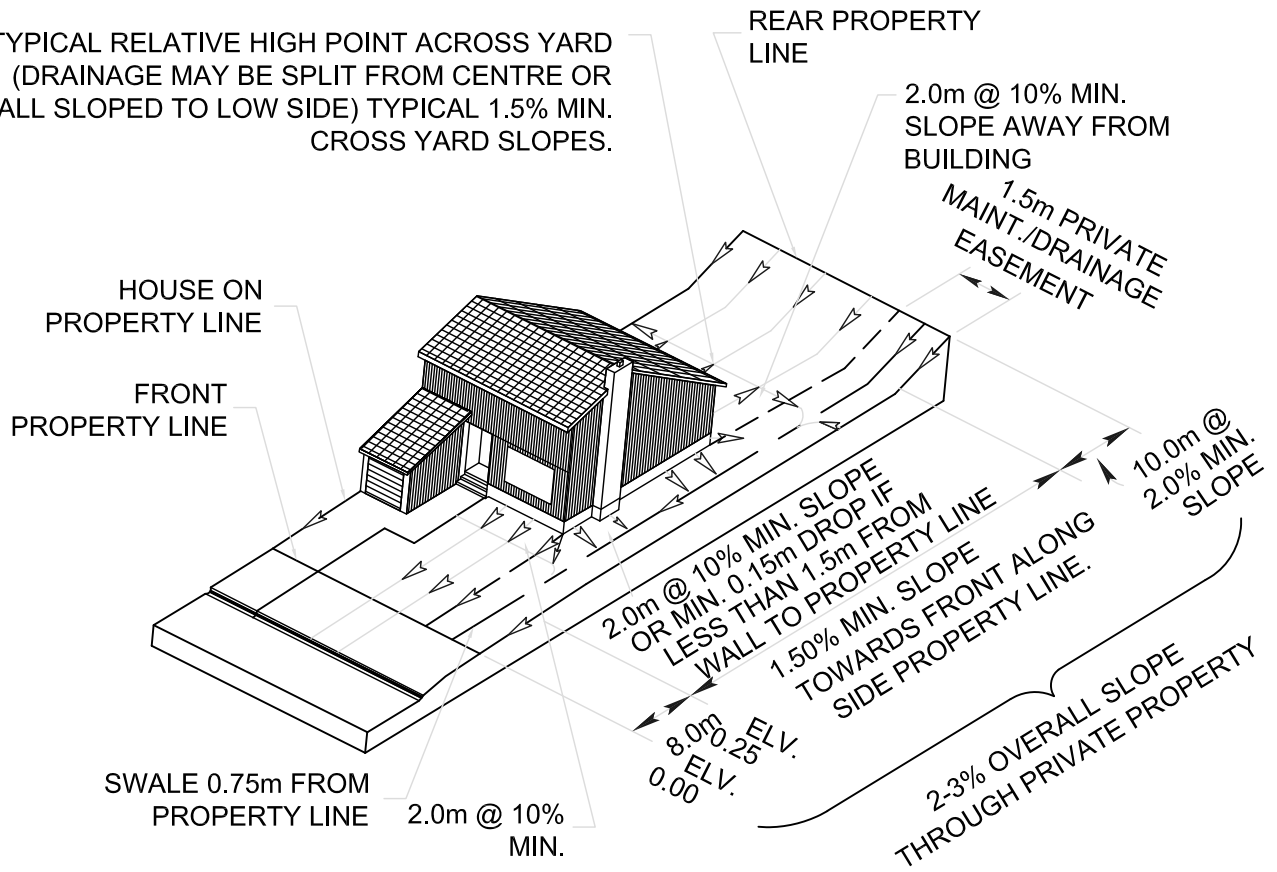 TYPICAL RELATIVE HIGH POINT ACROSS YARD
(DRAINAGE MAY BE SPLIT FROM CENTRE OR
ALL SLOPED TO LOW SIDE) TYPICAL 1.5% MIN.
CROSS YARD SLOPES.
REAR PROPERTY
LINE
2.0m @ 10% MIN.
SLOPE AWAY FROM
BUILDING
1.5m PRIVATE
MAINT./DRAINAGE
EASEMENT
HOUSE ON
PROPERTY LINE
FRONT
PROPERTY LINE
10.0m @
2.0% MIN.
SLOPE
2.0m @ 10% MIN. SLOPE
OR MIN. 0.15m DROP IF
LESS THAN 1.5m FROM
WALL TO PROPERTY LINE
1.50% MIN. SLOPE
TOWARDS FRONT ALONG
SIDE PROPERTY LINE.
8.0m
ELV.
0.25
ELV.
0.00
2-3% OVERALL SLOPE
THROUGH PRIVATE PROPERTY
SWALE 0.75m FROM
PROPERTY LINE
2.0m @ 10%
MIN.